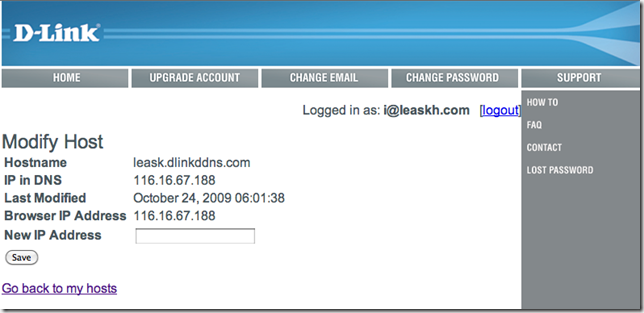 D-Link
HOME UPGRADE ACCOUNT CHANGE EMAIL CHANGE PASSWORD SUPPORT
Logged in as: i@leaskh.com [logout]
HOW TO
FAQ
CONTACT
LOST PASSWORD
Modify Host
Hostname leask.dlinkddns.com
IP in DNS 116.16.67.188
Last Modified October 24, 2009 06:01:38
Browser IP Address 116.16.67.188
New IP Address
Save
Go back to my hosts